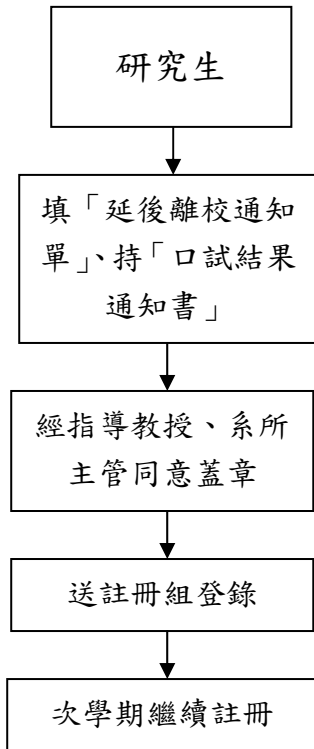 研究生
填「延後離校通知
單」、持「口試結果
通知書」
經指導教授、系所
主管同意蓋章
送註冊組登錄
次學期繼續註冊